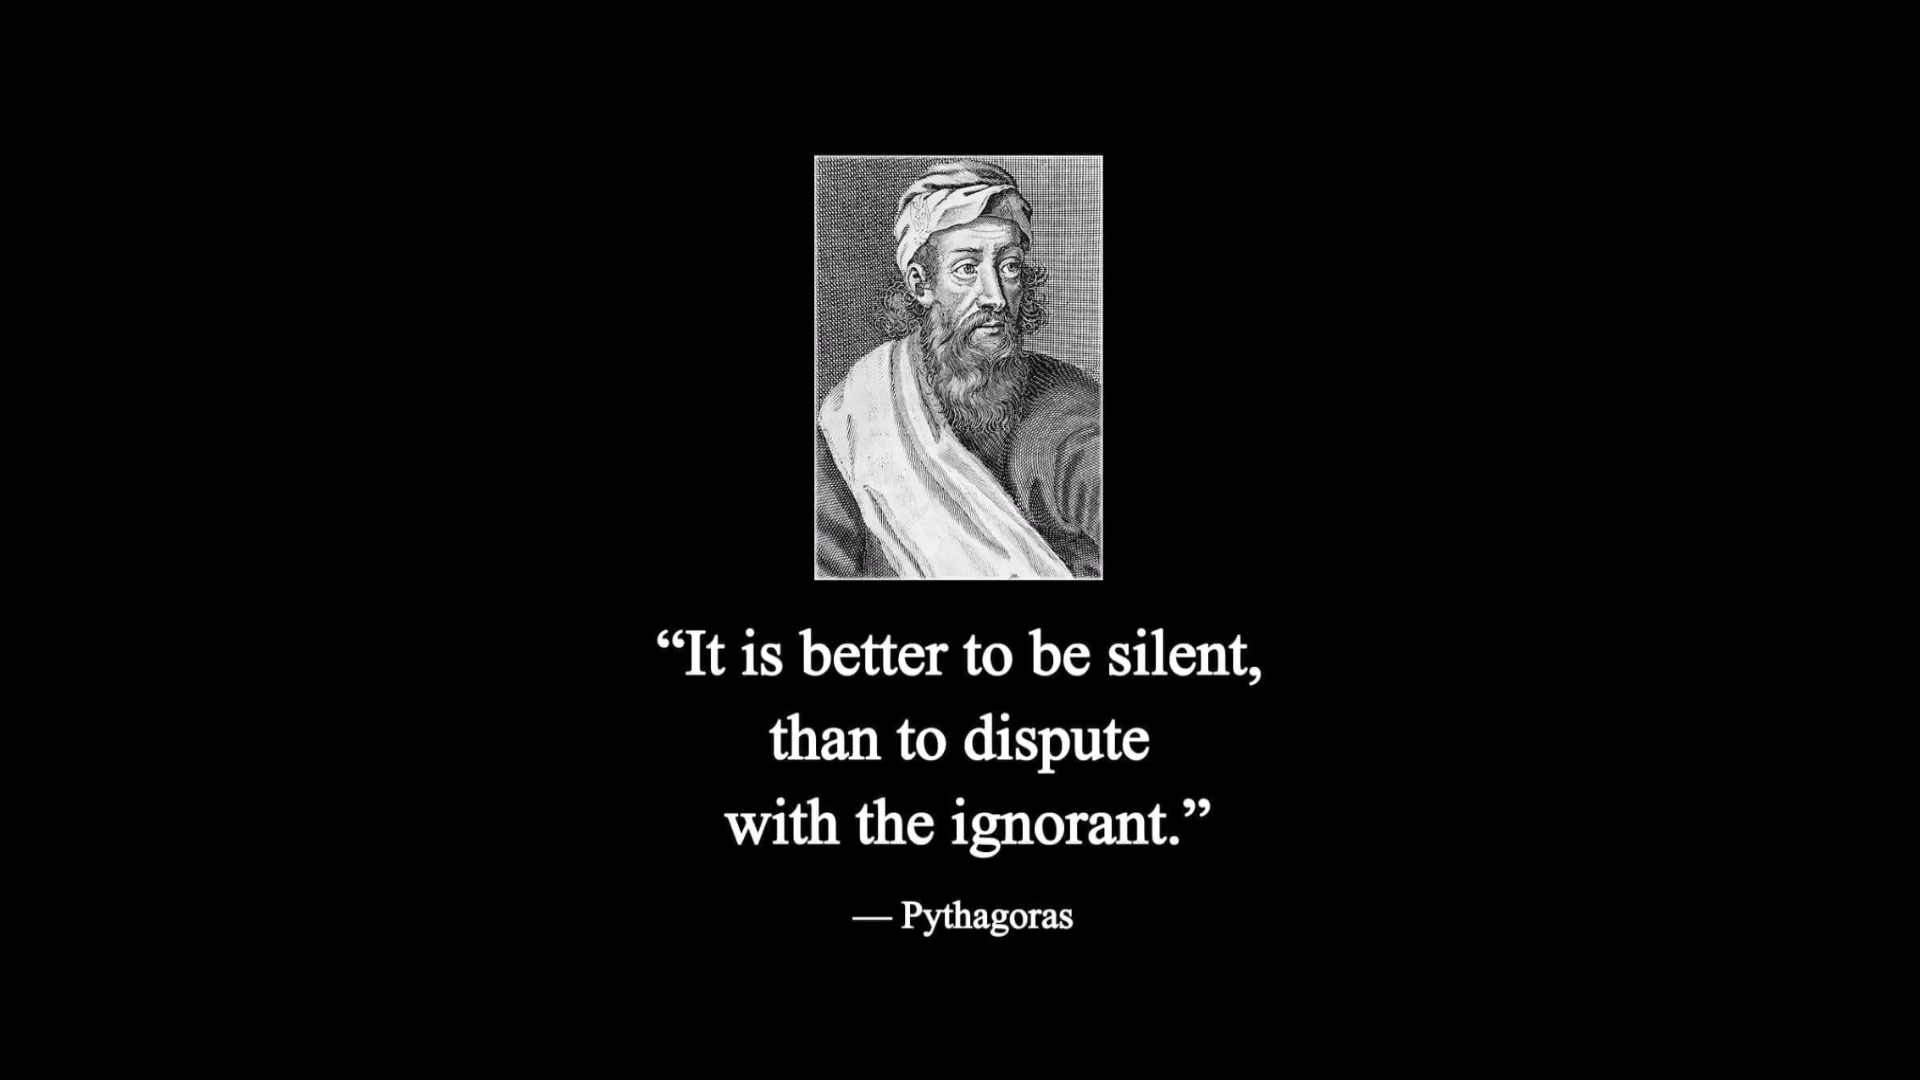 “It is better to be silent,
than to dispute
with the ignorant.”
— Pythagoras